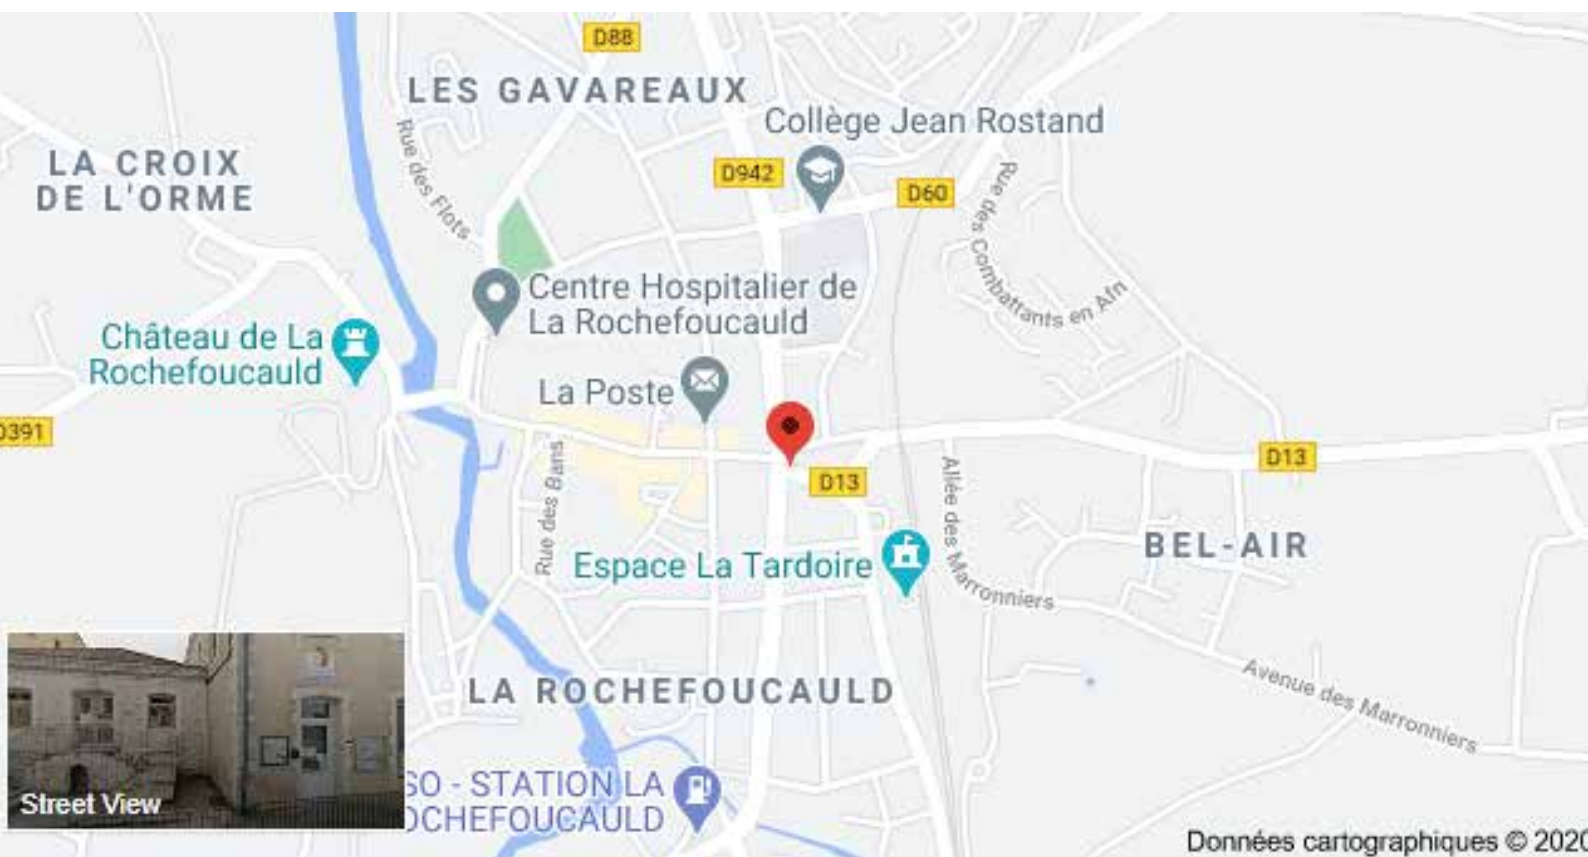 D88
LES GAVAREAUX
Collège Jean Rostand
LA CROIX
DE L'ORME
Rue des Flots
D942
D60
Rue des Combattants en Afn
Centre Hospitalier de
La Rochefoucauld
Château de La
Rochefoucauld
La Poste
D391
D13
D13
Rue des Bans
Allée des Marronniers
BEL-AIR
Espace La Tardoire
Avenue des Marronniers
LA ROCHEFOUCAULD
SO - STATION LA
OCHEFOUCAULD
Street View
Données cartographiques © 2020